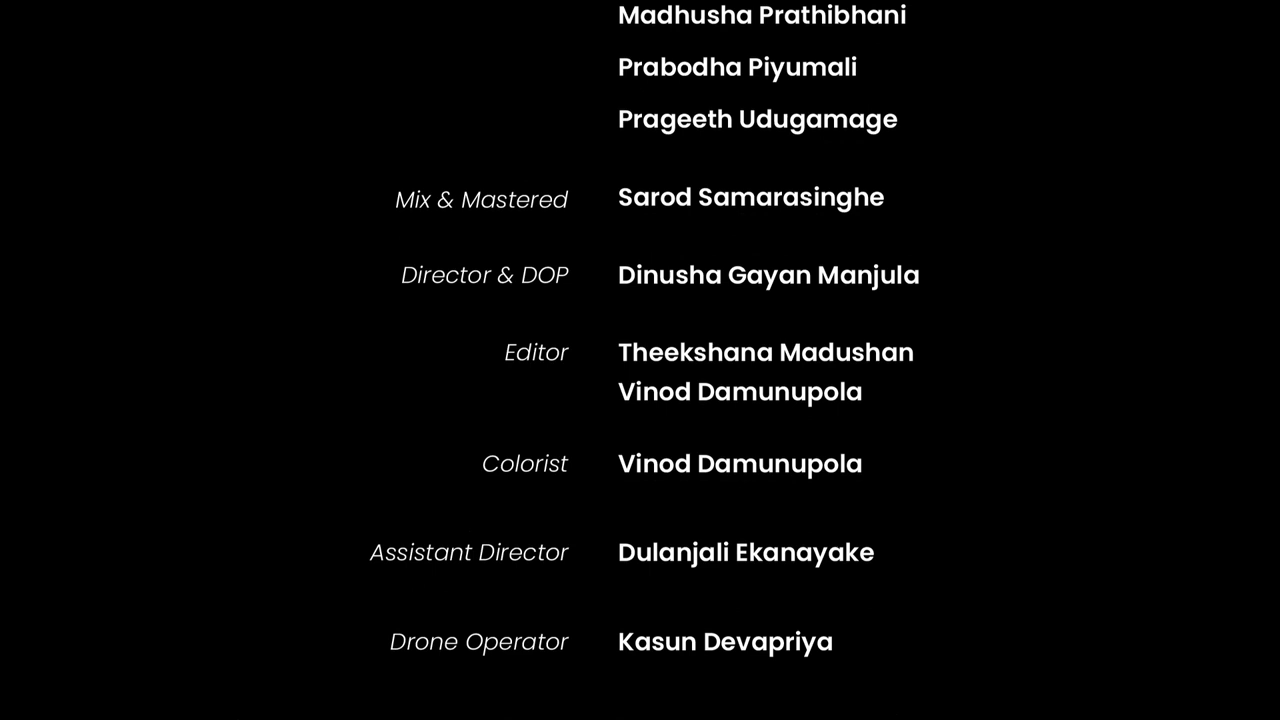 Madhusha Prathibhani
Prabodha Piyumali
Prageeth Udugamage
Mix & Mastered Sarod Samarasinghe
Director & DOP Dinusha Gayan Manjula
Editor Theekshana Madushan
Vinod Damunupola
Colorist Vinod Damunupola
Assistant Director Dulanjali Ekanayake
Drone Operator Kasun Devapriya